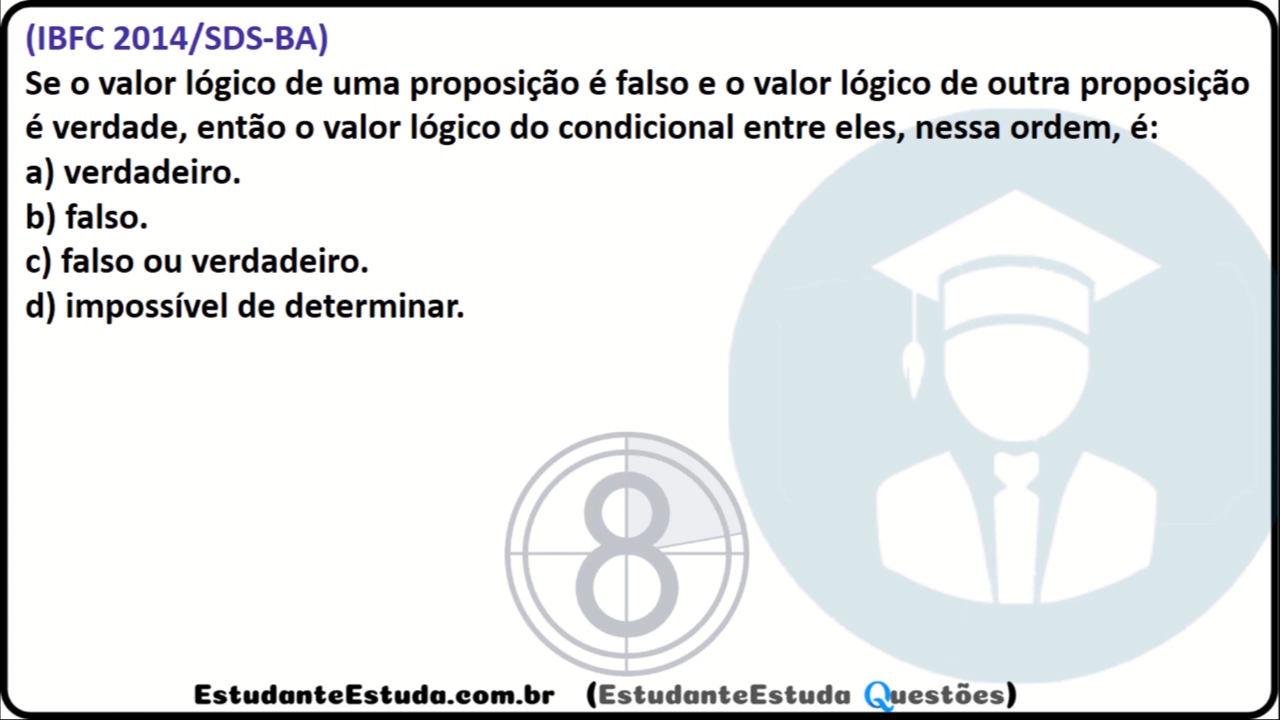 (IBFC 2014/SDS-BA)
Se o valor lógico de uma proposição é falso e o valor lógico de outra proposição
é verdade, então o valor lógico do condicional entre eles, nessa ordem, é:
a) verdadeiro.
b) falso.
c) falso ou verdadeiro.
d) impossível de determinar.
8
EstudanteEstuda.com.br (EstudanteEstuda Questões)